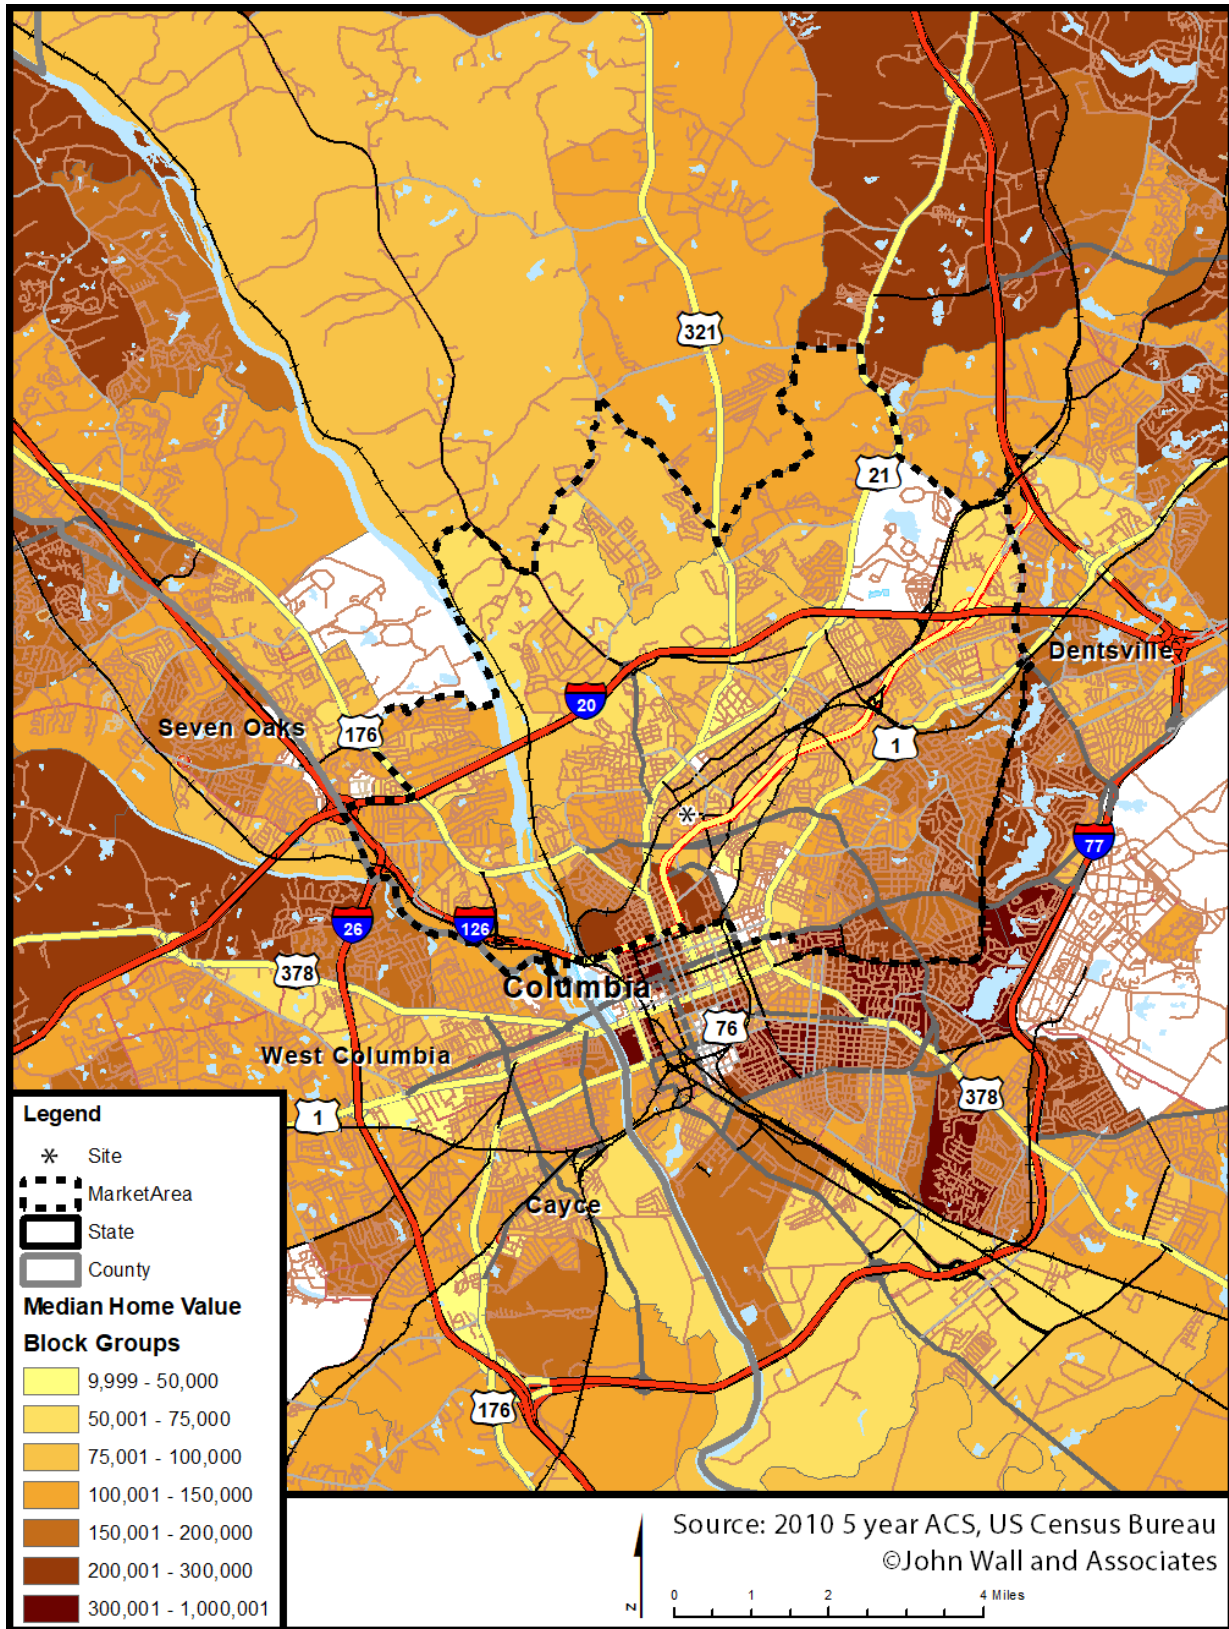 321
21
Dentsville
20
Seven Oaks
176
1
77
26
126
378
Columbia
76
West Columbia
378
1
Cayce
176
Legend
Site
MarketArea
State
County
Median Home Value
Block Groups
9,999 - 50,000
50,001 - 75,000
75,001 - 100,000
100,001 - 150,000
150,001 - 200,000
200,001 - 300,000
300,001 - 1,000,001
Source: 2010 5 year ACS, US Census Bureau
©John Wall and Associates
N
0 1 2 4 Miles